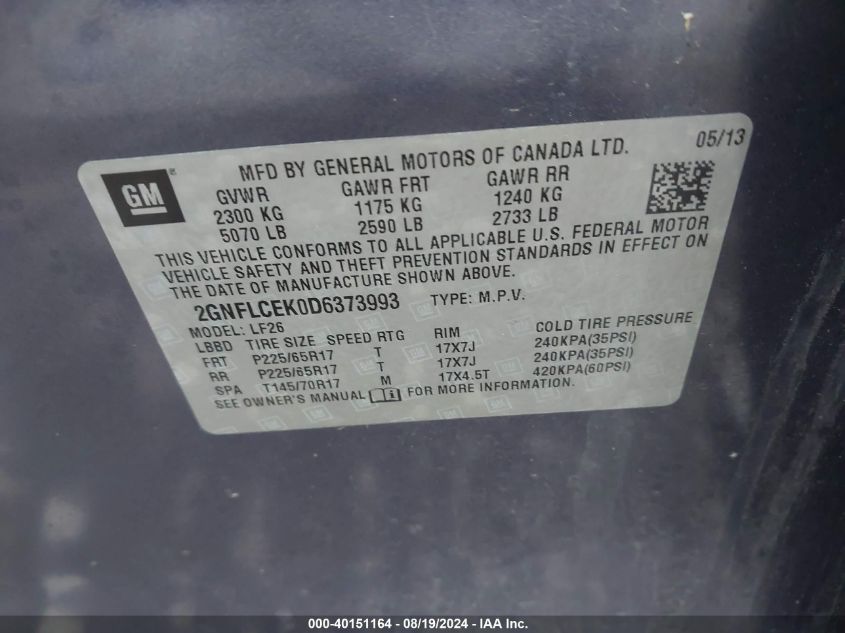 MFD BY GENERAL MOTORS OF CANADA LTD. 05/13
GM
GVWR GAWR FRT GAWR RR
2300 KG 1175 KG 1240 KG
5070 LB 2590 LB 2733 LB
THIS VEHICLE CONFORMS TO ALL APPLICABLE U.S. FEDERAL MOTOR
VEHICLE SAFETY AND THEFT PREVENTION STANDARDS IN EFFECT ON
THE DATE OF MANUFACTURE SHOWN ABOVE.
2GNFLCEK0D6373993 TYPE: M.P.V.
MODEL: LF26
LBBD TIRE SIZE SPEED RTG RIM COLD TIRE PRESSURE
FRT P225/65R17 T 17X7J 240KPA(35PSI)
RR P225/65R17 T 17X7J 240KPA(35PSI)
SPA T145/70R17 M 17X4.5T 420KPA(60PSI)
SEE OWNER'S MANUAL FOR MORE INFORMATION.
000-40151164 - 08/19/2024 - IAA Inc.